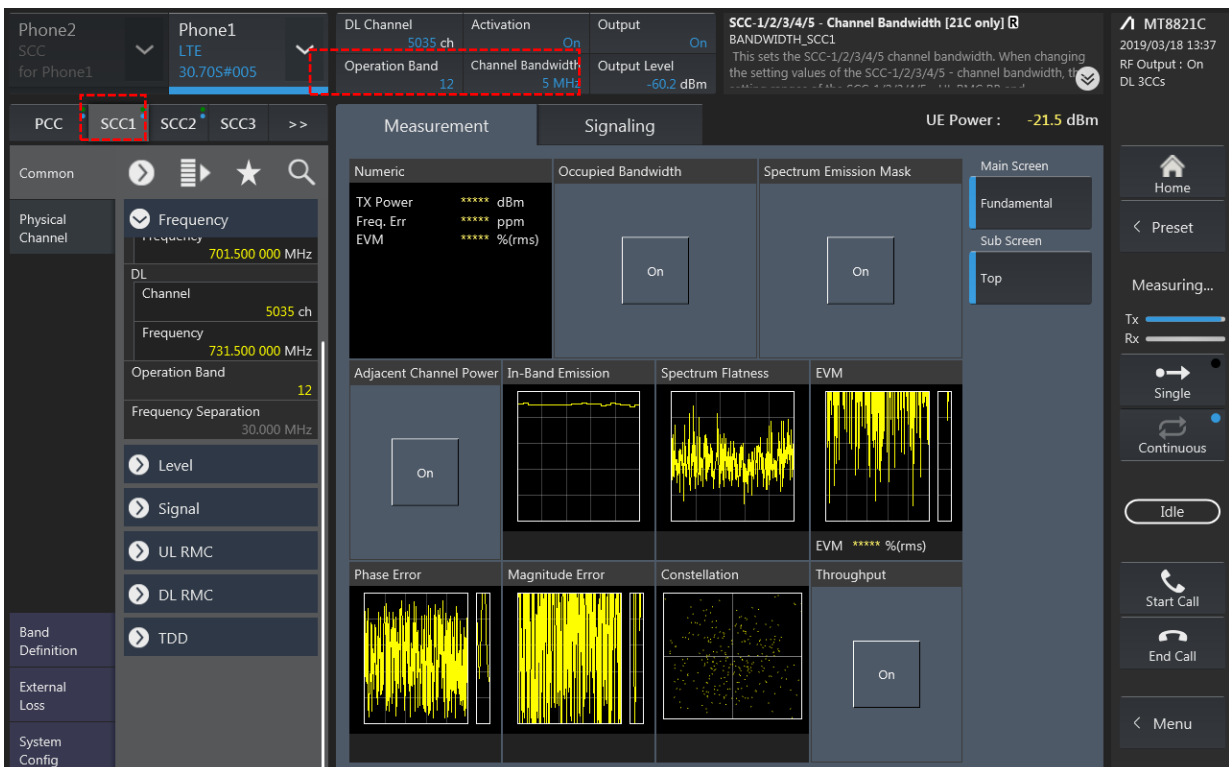 Phone2
SCC
for Phone1
Phone1
LTE
30.70S#005
DL Channel
5035 ch
Activation
On
Output
On
Operation Band
12
Channel Bandwidth
5 MHz
Output Level
-60.2 dBm
SCC-1/2/3/4/5 - Channel Bandwidth [21C only] R
BANDWIDTH_SCC1
This sets the SCC-1/2/3/4/5 channel bandwidth. When changing
the setting values of the SCC-1/2/3/4/5 - channel bandwidth, the
MT8821C
2019/03/18 13:37
RF Output : On
DL 3CCs
PCC
SCC1
SCC2
SCC3
>>
Measurement
Signaling
UE Power : -21.5 dBm
Common
Physical
Channel
Band
Definition
External
Loss
System
Config
Frequency
Frequency
701.500 000 MHz
DL
Channel
5035 ch
Frequency
731.500 000 MHz
Operation Band
12
Frequency Separation
30.000 MHz
Level
Signal
UL RMC
DL RMC
TDD
Numeric
TX Power ***** dBm
Freq. Err ***** ppm
EVM ***** %(rms)
Occupied Bandwidth
On
Spectrum Emission Mask
On
Main Screen
Fundamental
Sub Screen
Top
Adjacent Channel Power
On
In-Band Emission
Spectrum Flatness
EVM
EVM ***** %(rms)
Phase Error
Magnitude Error
Constellation
Throughput
On
Home
< Preset
Measuring...
Tx
Rx
Single
Continuous
Idle
Start Call
End Call
< Menu